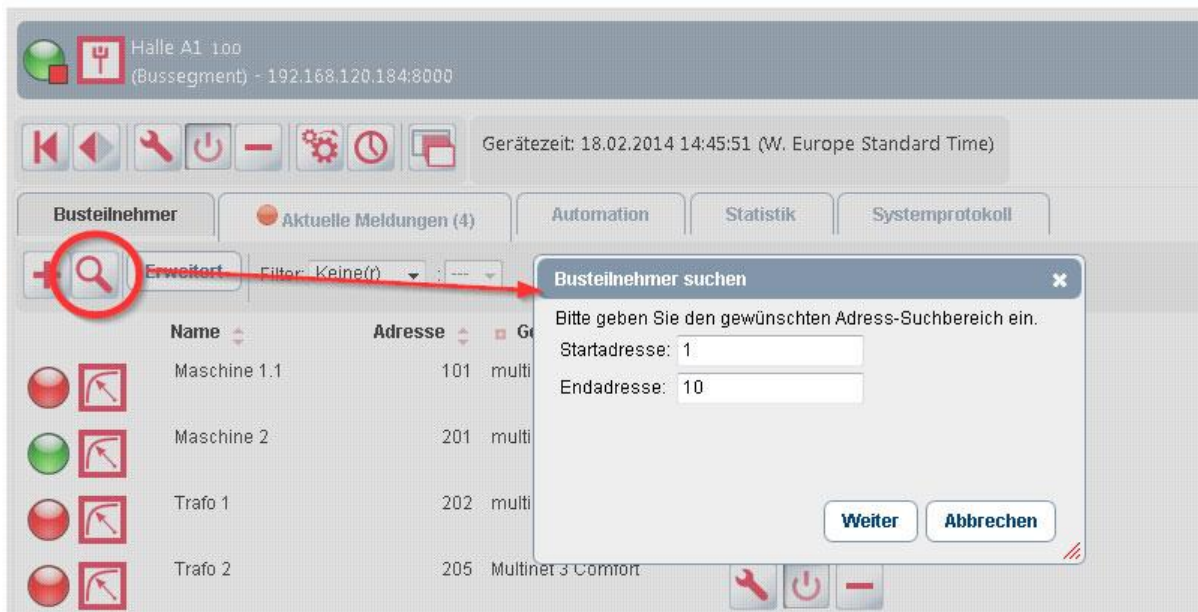 Halle A1 100
(Bussegment) - 192.168.120.184:8000
Gerätezeit: 18.02.2014 14:45:51 (W. Europe Standard Time)
Busteilnehmer
Aktuelle Meldungen (4)
Automation
Statistik
Systemprotokoll
Erweitert
Filter: Keine(r) : ---
Busteilnehmer suchen
Bitte geben Sie den gewünschten Adress-Suchbereich ein.
Startadresse: 1
Endadresse: 10
Weiter
Abbrechen
Name Adresse
Maschine 1.1 101 multi
Maschine 2 201 multi
Trafo 1 202 multi
Trafo 2 205 Multinet 3 Comfort